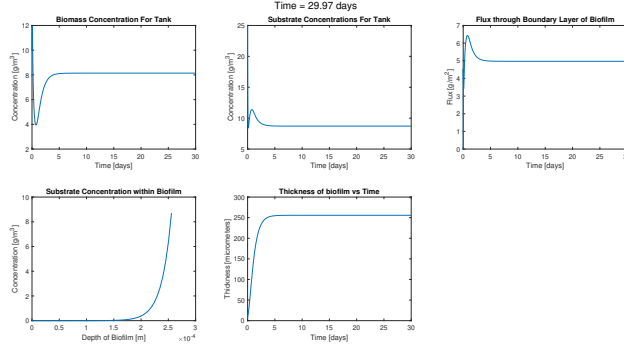 Time = 29.97 days
Biomass Concentration For Tank
12
10
8
6
4
2
Concentration [g/m³]
0 5 10 15 20 25 30
Time [days]
Substrate Concentrations For Tank
25
20
15
10
5
Concentration [g/m³]
0 5 10 15 20 25 30
Time [days]
Flux through Boundary Layer of Biofilm
7
6
5
4
3
2
1
0
Flux [g/m²]
0 5 10 15 20 25 30
Time [days]
Substrate Concentration within Biofilm
10
8
6
4
2
0
Concentration [g/m³]
0 0.5 1 1.5 2 2.5 3
Depth of Biofilm [m]
×10⁻⁴
Thickness of biofilm vs Time
300
250
200
150
100
50
0
Thickness [micrometers]
0 5 10 15 20 25 30
Time [days]